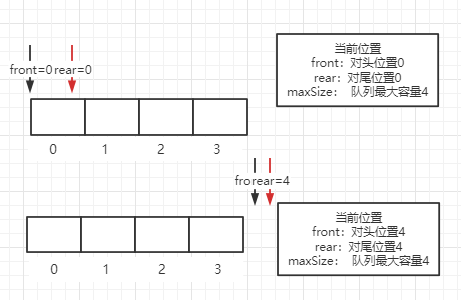 当前位置
front：对头位置0
rear：对尾位置0
maxSize： 队列最大容量4
front=0 rear=0
0 1 2 3
fro rear=4
当前位置
front：对头位置4
rear：对尾位置4
maxSize： 队列最大容量4
0 1 2 3